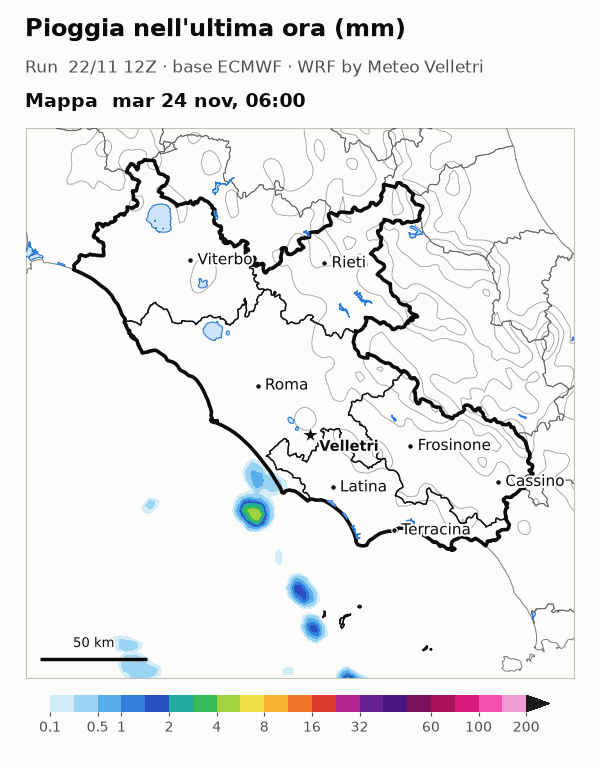 Pioggia nell'ultima ora (mm)
Run 22/11 12Z · base ECMWF · WRF by Meteo Velletri
Mappa mar 24 nov, 06:00
Viterbo
Rieti
Roma
Velletri
Frosinone
Latina
Cassino
Terracina
50 km
0.1 0.5 1 2 4 8 16 32 60 100 200